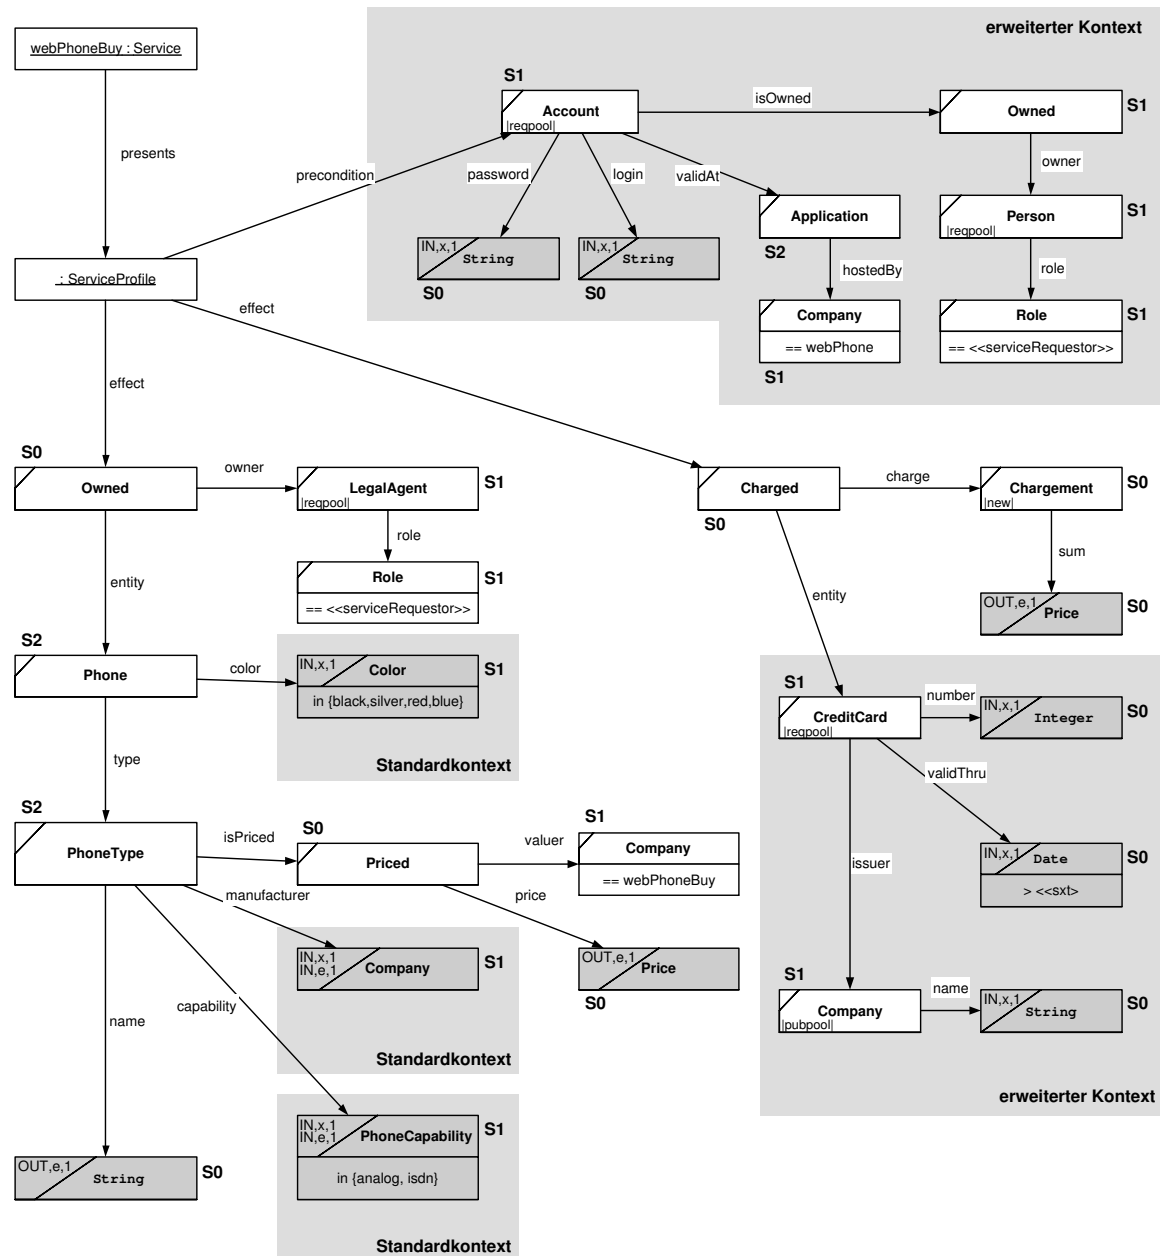 erweiterter Kontext
webPhoneBuy : Service
S1
Account
|reqpool|
isOwned
Owned
S1
presents
precondition
password
login
validAt
owner
Application
S2
Person
|reqpool|
S1
IN,x,1
String
S0
IN,x,1
String
S0
hostedBy
role
: ServiceProfile
effect
Company
== webPhone
S1
Role
== <<serviceRequestor>>
S1
effect
S0
Owned
owner
LegalAgent
|reqpool|
S1
Charged
S0
charge
Chargement
|new|
S0
role
sum
Role
== <<serviceRequestor>>
S1
entity
entity
OUT,e,1
Price
S0
S2
Phone
color
IN,x,1
Color
in {black,silver,red,blue}
S1
Standardkontext
S1
CreditCard
|reqpool|
number
IN,x,1
Integer
S0
type
validThru
S2
PhoneType
isPriced
S0
Priced
valuer
S1
Company
== webPhoneBuy
issuer
IN,x,1
Date
> <<sxt>
S0
manufacturer
price
IN,x,1
IN,e,1
Company
S1
OUT,e,1
Price
S0
capability
name
Standardkontext
S1
Company
|pubpool|
name
IN,x,1
String
S0
erweiterter Kontext
IN,x,1
IN,e,1
PhoneCapability
in {analog, isdn}
S1
OUT,e,1
String
S0
Standardkontext